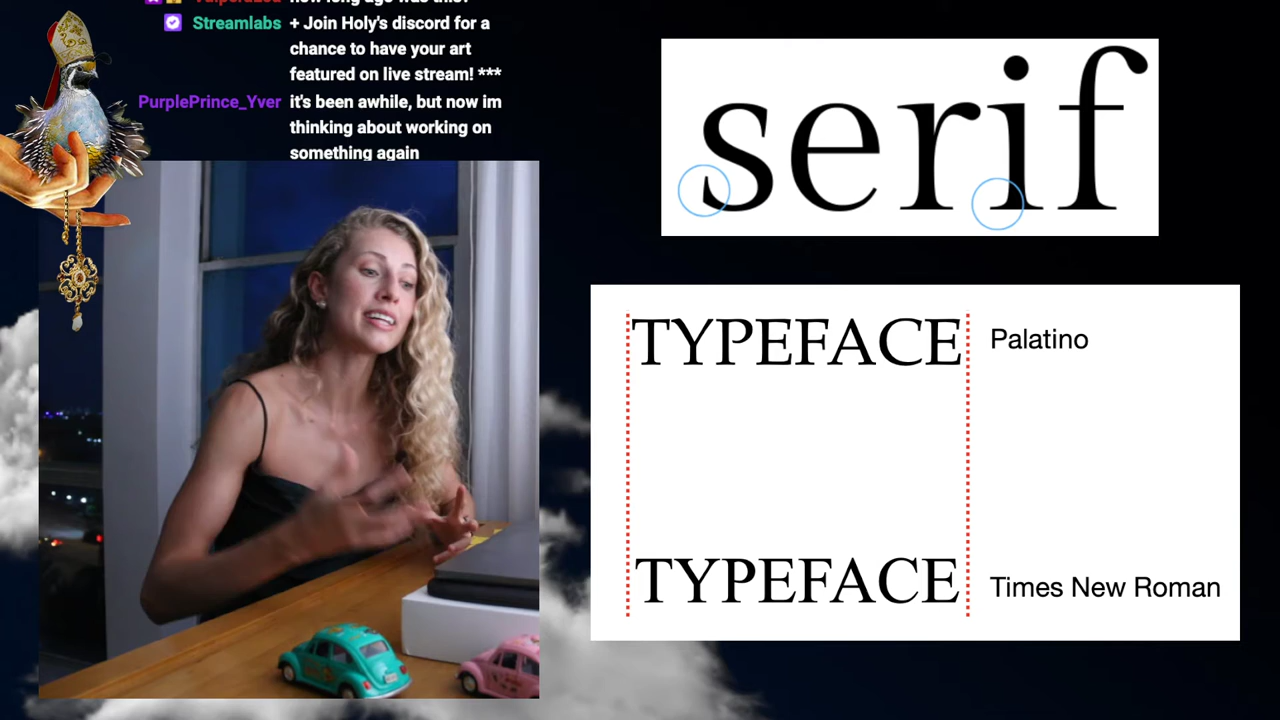 Streamlabs + Join Holy's discord for a
chance to have your art
featured on live stream! ***
PurplePrince_Yver it's been awhile, but now im
thinking about working on
something again
serif
TYPEFACE Palatino
TYPEFACE Times New Roman